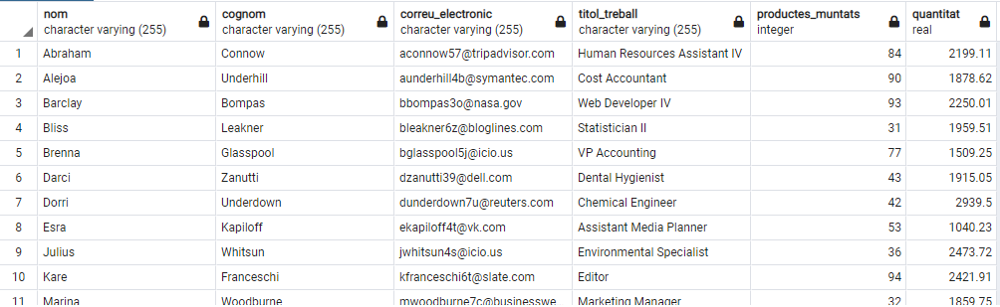 nom cognom correu_electronic titol_treball productes_muntats quantitat
character varying (255) character varying (255) character varying (255) character varying (255) integer real
1 Abraham Connow aconnow57@tripadvisor.com Human Resources Assistant IV 84 2199.11
2 Alejoa Underhill aunderhill4b@symantec.com Cost Accountant 90 1878.62
3 Barclay Bompas bbompas3o@nasa.gov Web Developer IV 93 2250.01
4 Bliss Leakner bleakner6z@bloglines.com Statistician II 31 1959.51
5 Brenna Glasspool bglasspool5j@icio.us VP Accounting 77 1509.25
6 Darci Zanutti dzanutti39@dell.com Dental Hygienist 43 1915.05
7 Dorri Underdown dunderdown7u@reuters.com Chemical Engineer 42 2939.5
8 Esra Kapiloff ekapiloff4t@vk.com Assistant Media Planner 53 1040.23
9 Julius Whitsun jwhitsun4s@icio.us Environmental Specialist 36 2473.72
10 Kare Franceschi kfranceschi6t@slate.com Editor 94 2421.91
11 Marina Woodburne mwoodburne7c@businesswe... Marketing Manager 32 1859.75